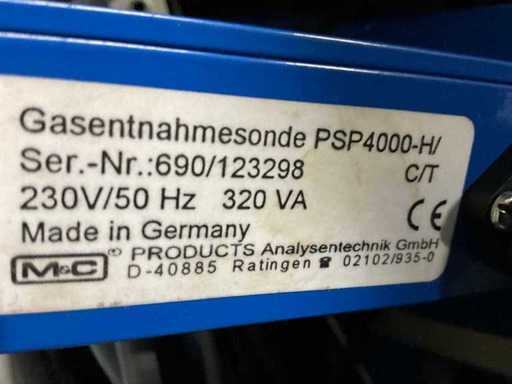 Gasentnahmesonde PSP4000-H/
Ser.-Nr.:690/123298 C/T
230V/50 Hz 320 VA
Made in Germany CE
M&C ® PRODUCTS Analysentechnik GmbH
D-40885 Ratingen ☎ 02102/935-0